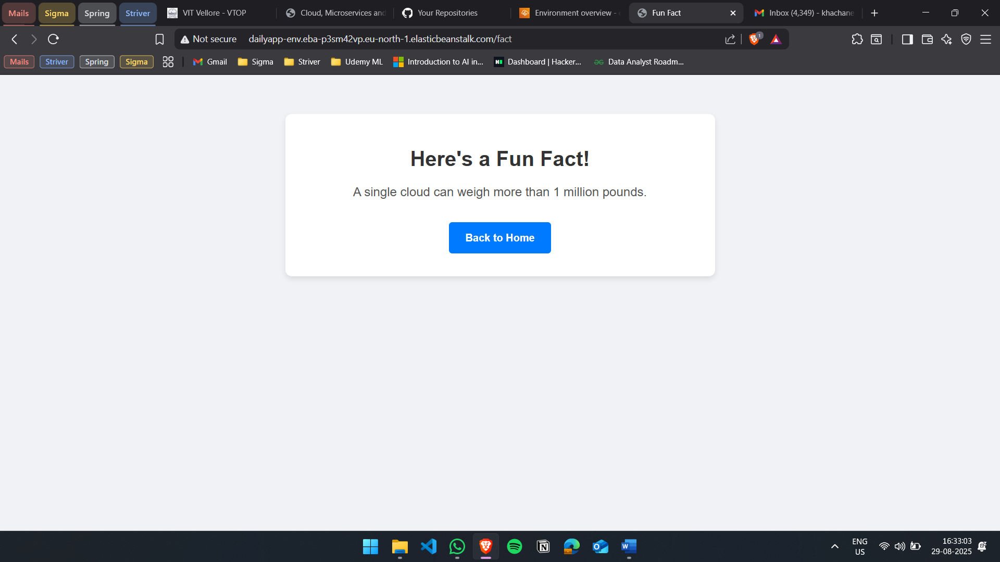 Mails
Sigma
Spring
Striver
VIT Vellore - VTOP
Cloud, Microservices and
Your Repositories
Environment overview -
Fun Fact
Inbox (4,349) - khachane
Not secure
dailyapp-env.eba-p3sm42vp.eu-north-1.elasticbeanstalk.com/fact
1
Mails
Striver
Spring
Sigma
Gmail
Sigma
Striver
Udemy ML
Introduction to AI in...
Dashboard | Hacker...
Data Analyst Roadm...
Here's a Fun Fact!
A single cloud can weigh more than 1 million pounds.
Back to Home
ENG
US
16:33:03
29-08-2025